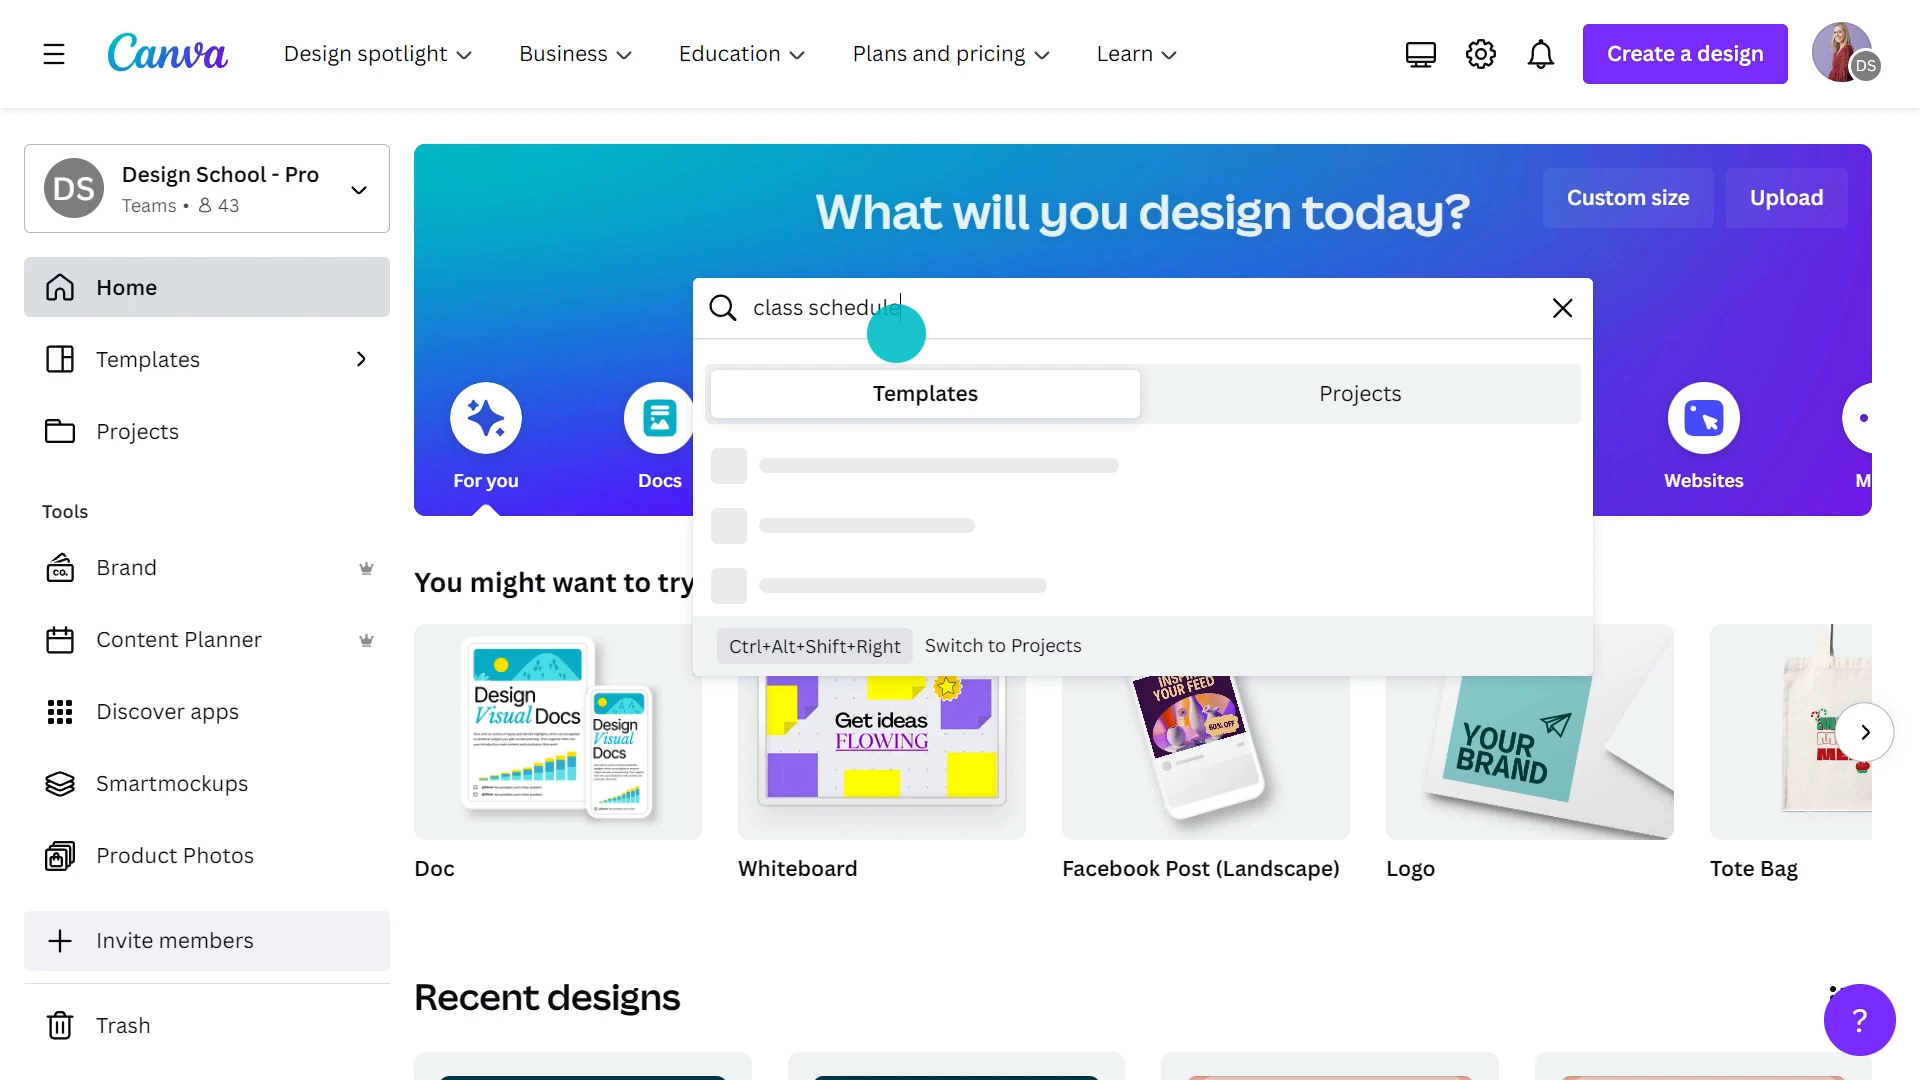 Canva
Design spotlight
Business
Education
Plans and pricing
Learn
Create a design
DS
DS
Design School - Pro
Teams • 43
Home
Templates
Projects
Tools
Brand
Content Planner
Discover apps
Smartmockups
Product Photos
Invite members
Trash
What will you design today?
Custom size
Upload
class schedule
Templates
Projects
Ctrl+Alt+Shift+Right
Switch to Projects
For you
Docs
Websites
M
You might want to try
Design
Visual Docs
Design
Visual
Docs
Get ideas
FLOWING
YOUR FEED
60% OFF
YOUR
BRAND
CO.
Doc
Whiteboard
Facebook Post (Landscape)
Logo
Tote Bag
Recent designs
?